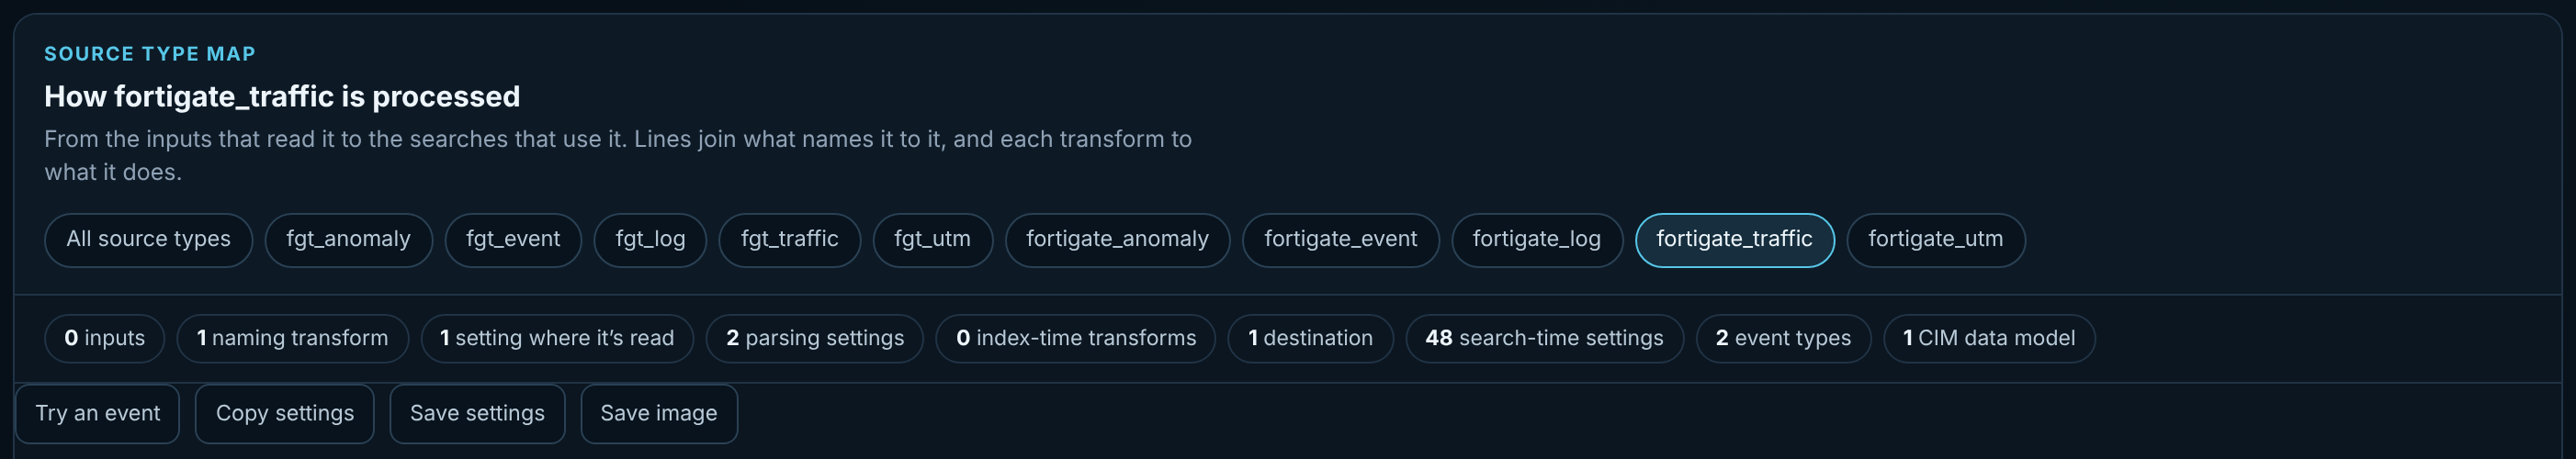 SOURCE TYPE MAP
How fortigate_traffic is processed
From the inputs that read it to the searches that use it. Lines join what names it to it, and each transform to
what it does.
All source types fgt_anomaly fgt_event fgt_log fgt_traffic fgt_utm fortigate_anomaly fortigate_event fortigate_log fortigate_traffic fortigate_utm
0 inputs 1 naming transform 1 setting where it’s read 2 parsing settings 0 index-time transforms 1 destination 48 search-time settings 2 event types 1 CIM data model
Try an event Copy settings Save settings Save image